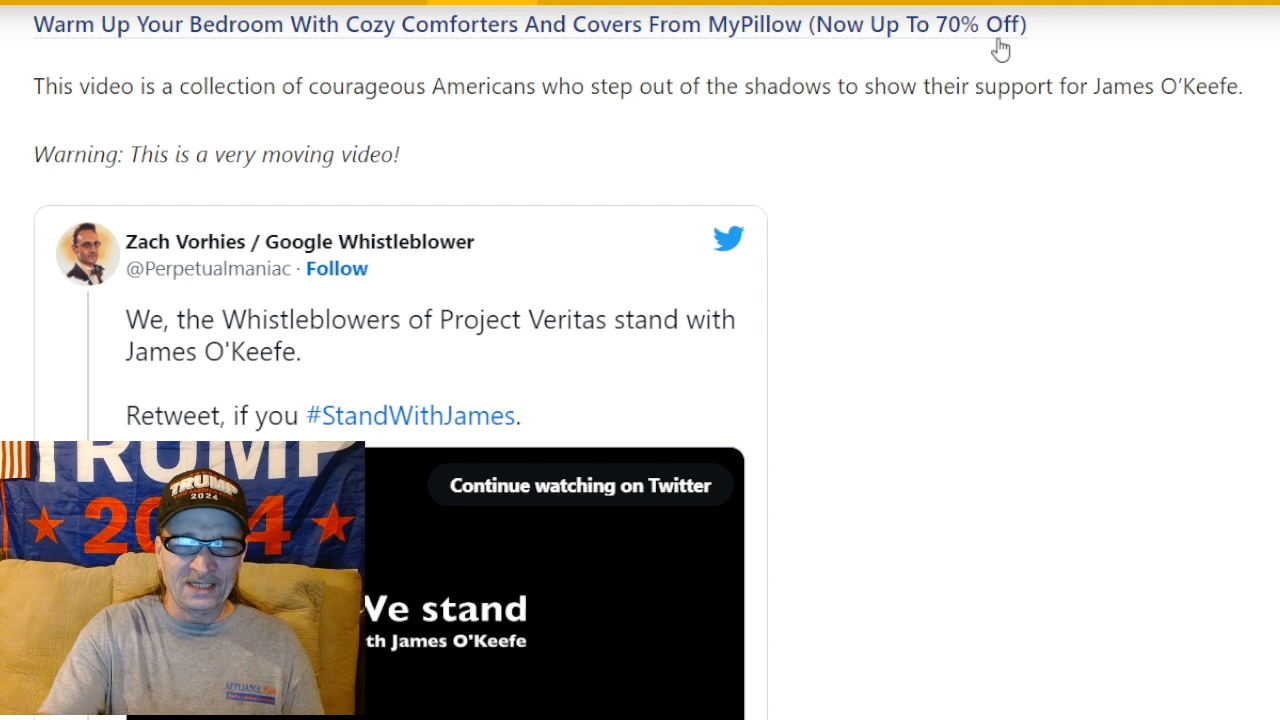 Warm Up Your Bedroom With Cozy Comforters And Covers From MyPillow (Now Up To 70% Off)
This video is a collection of courageous Americans who step out of the shadows to show their support for James O’Keefe.
Warning: This is a very moving video!
Zach Vorhies / Google Whistleblower
@Perpetualmaniac · Follow
We, the Whistleblowers of Project Veritas stand with
James O'Keefe.
Retweet, if you #StandWithJames.
Continue watching on Twitter
We stand
th James O'Keefe
TRUMP
2024
TRUMP
2024
APPLIANCE PLUS